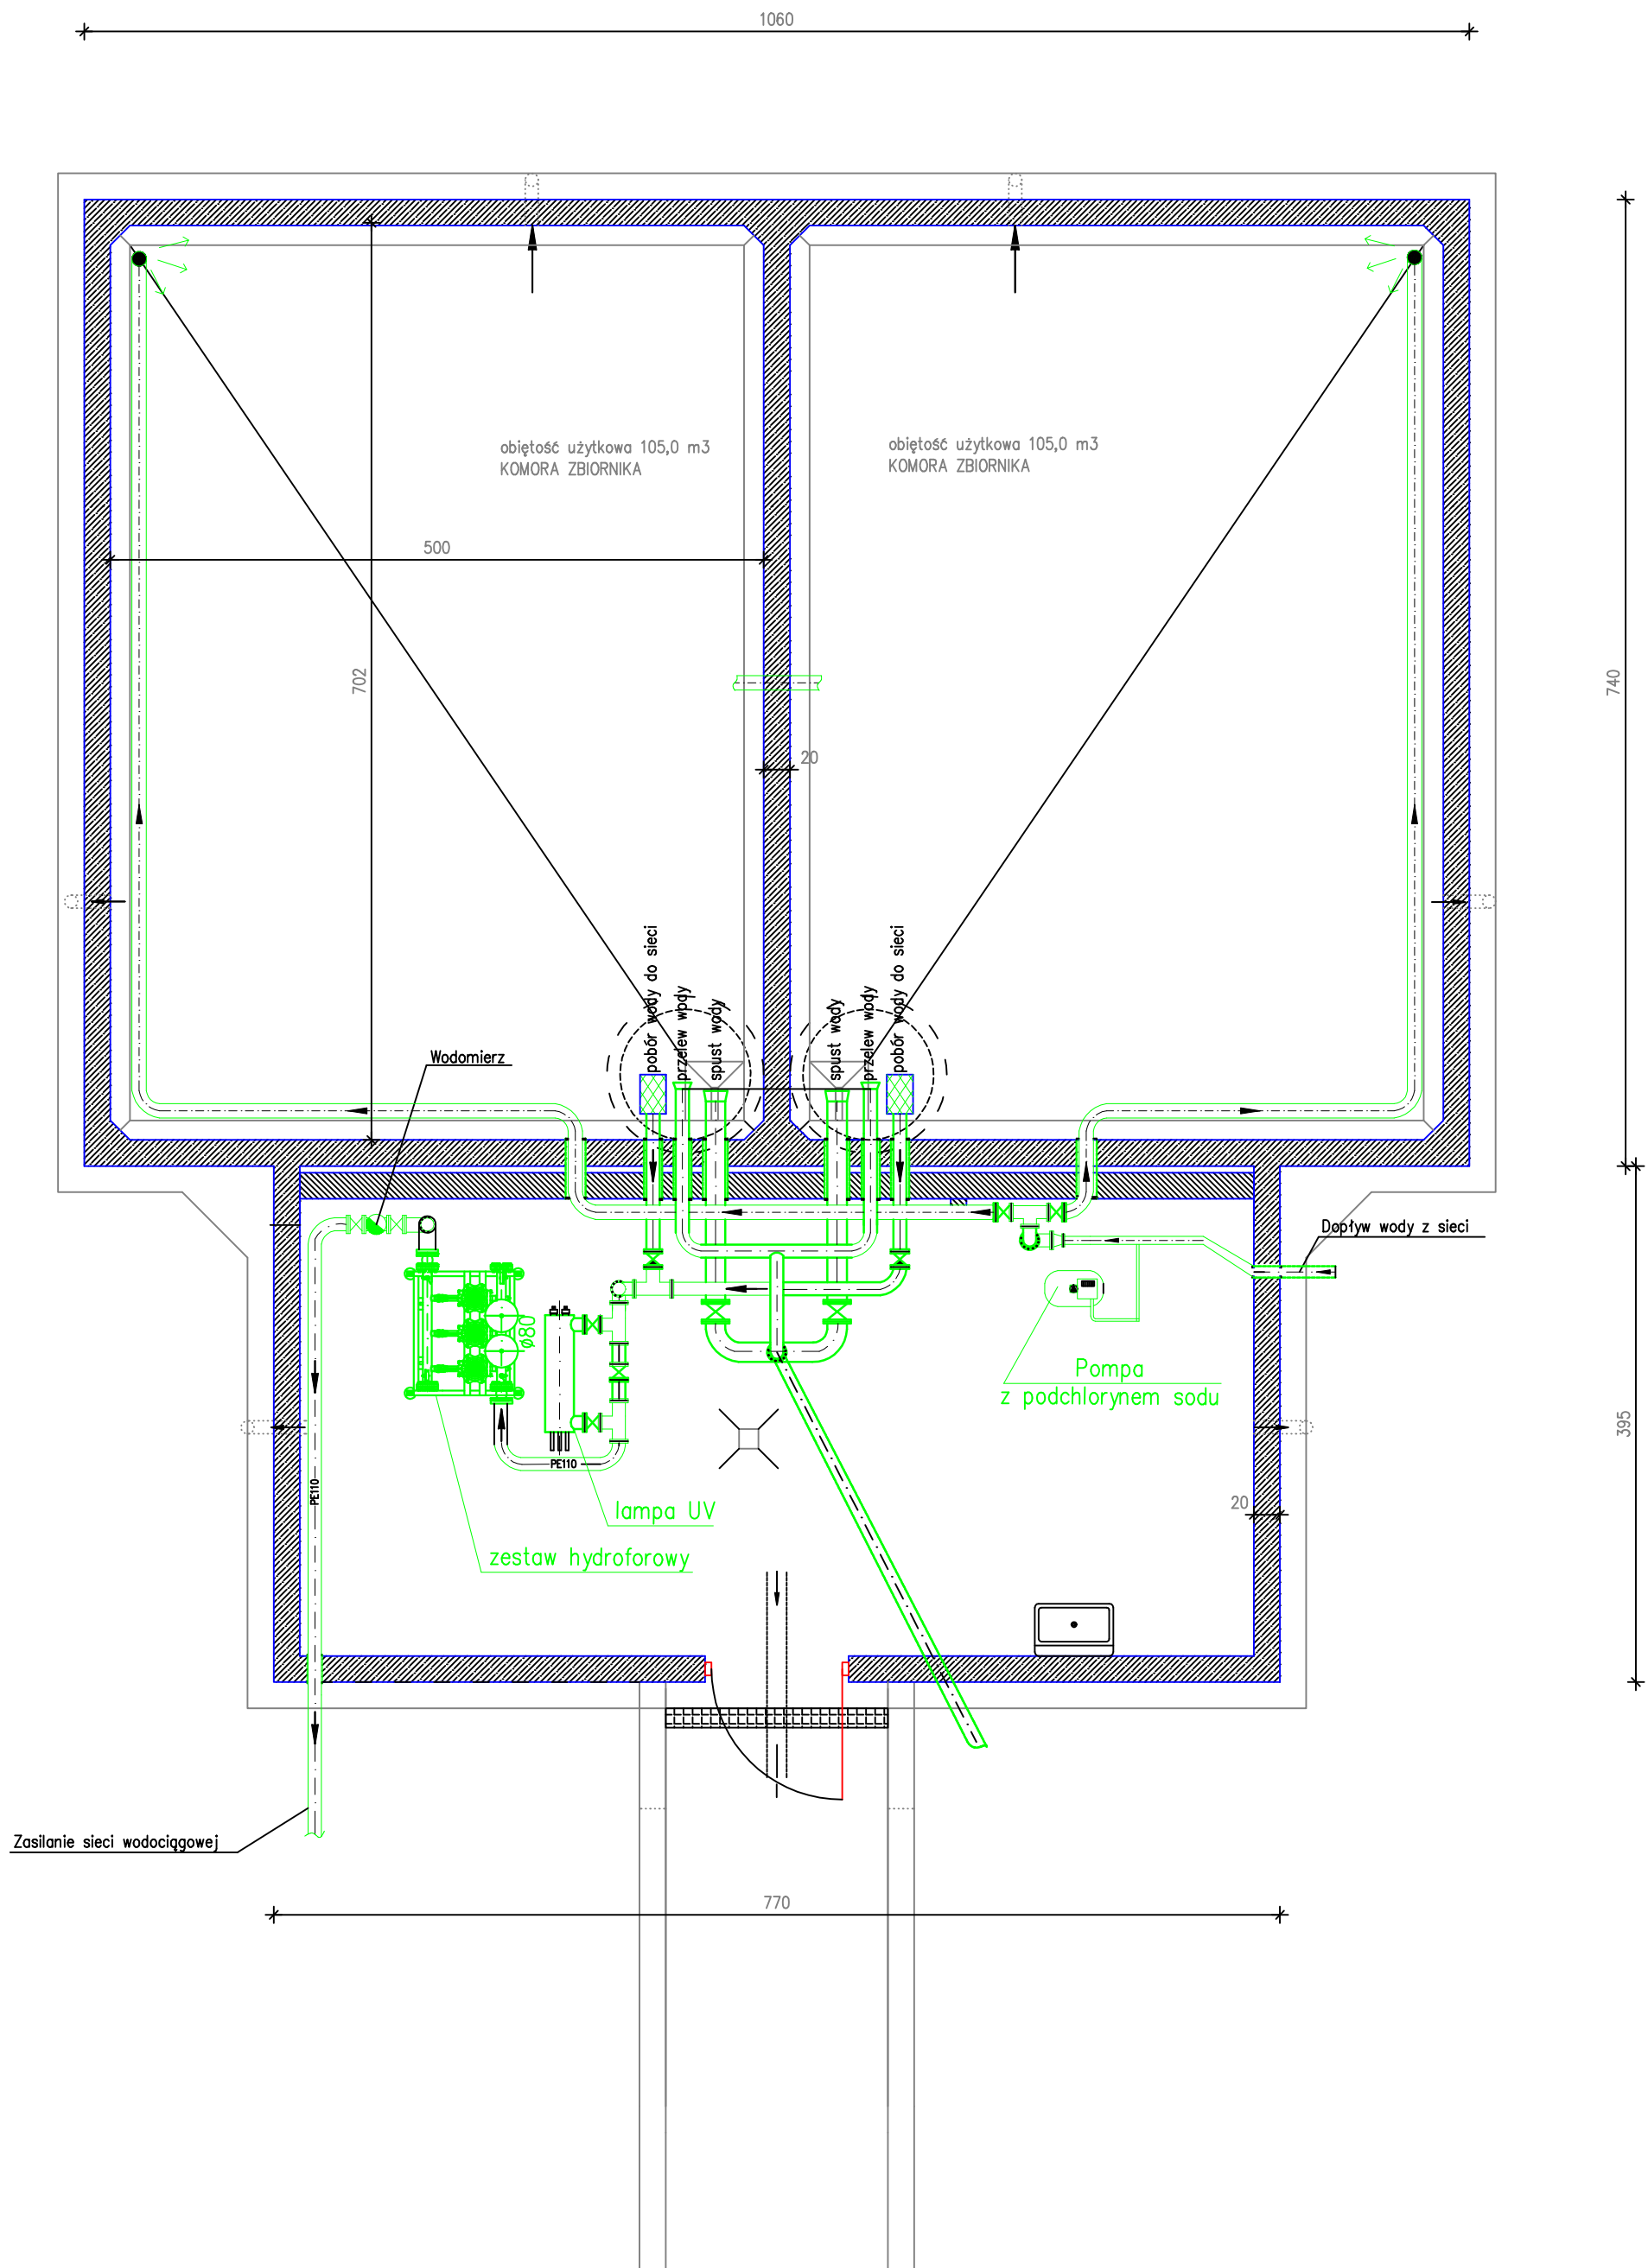 1060
obiętość użytkowa 105,0 m3
KOMORA ZBIORNIKA
obiętość użytkowa 105,0 m3
KOMORA ZBIORNIKA
500
702
740
20
pobór wody do sieci
przelew wody
spust wody
spust wody
przelew wody
pobór wody do sieci
Wodomierz
Dopływ wody z sieci
ø80
Pompa
z podchlorynem sodu
395
PE110
PE110
20
lampa UV
zestaw hydroforowy
Zasilanie sieci wodociągowej
770